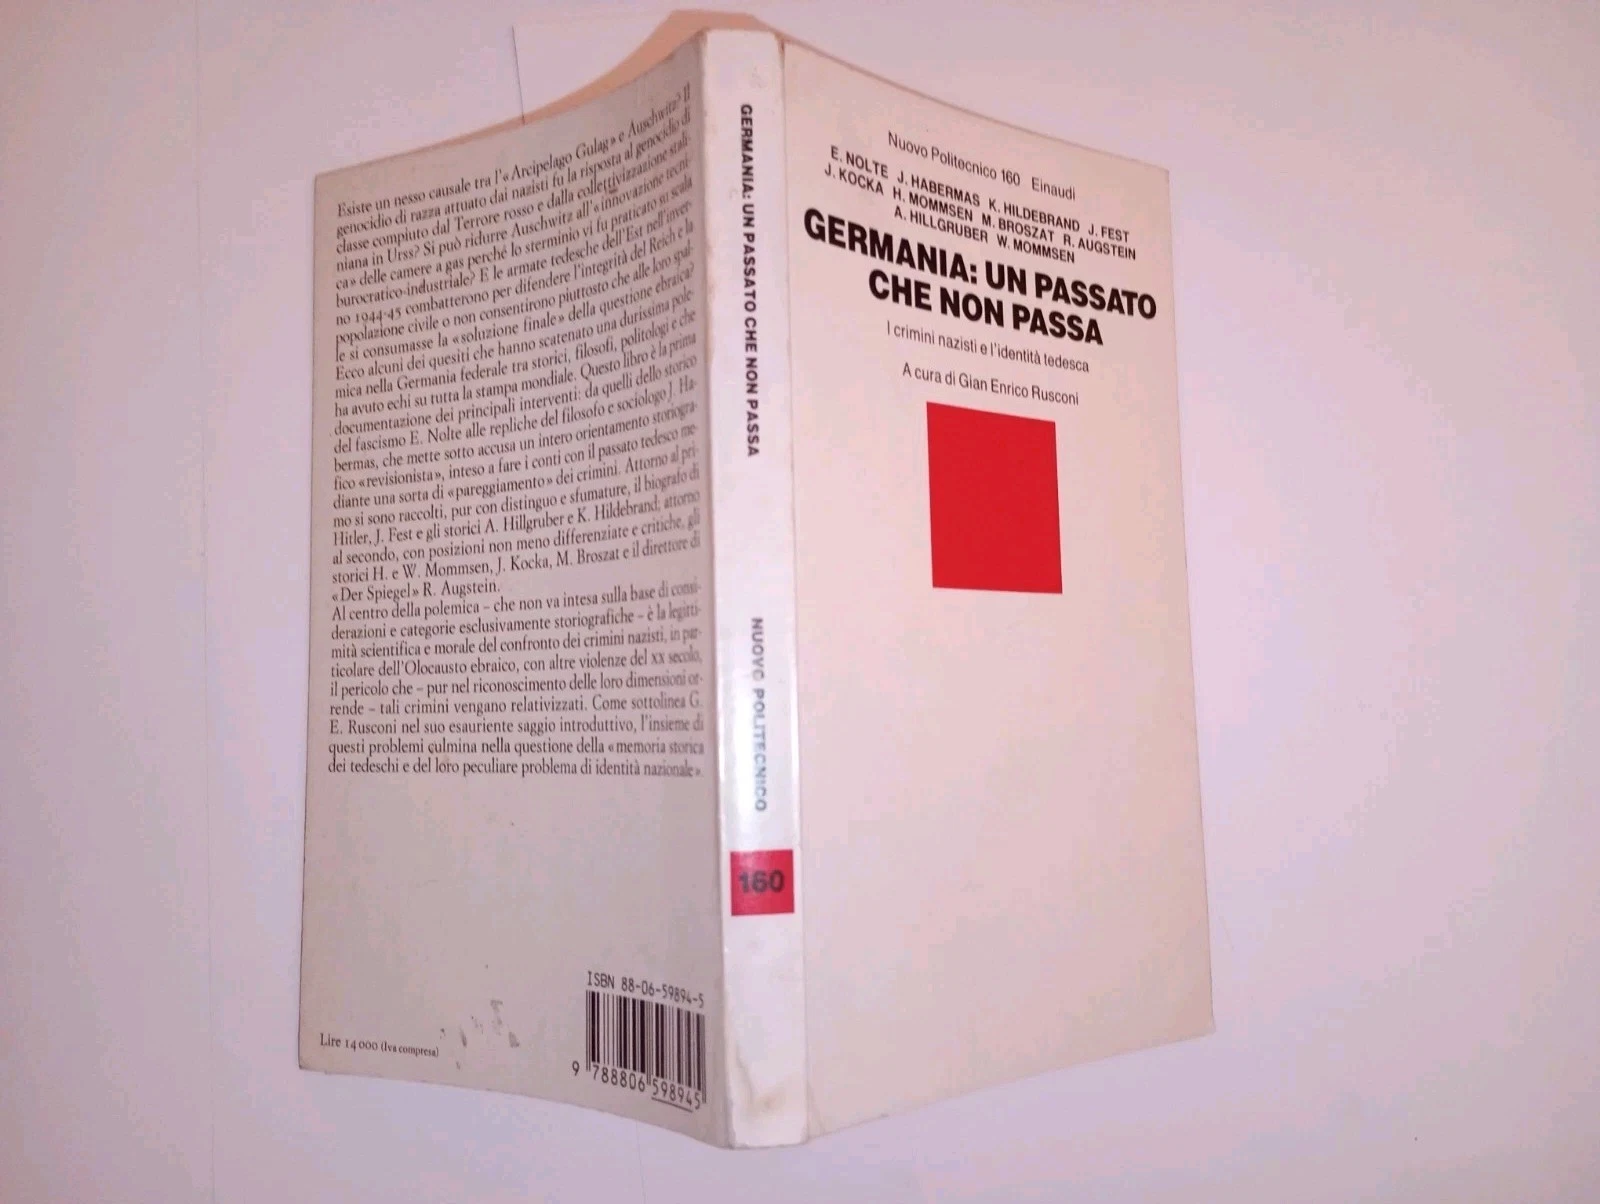 Esiste un nesso causale tra l'«Arcipelago Gulag» e Auschwitz? Il
genocidio di razza attuato dai nazisti fu la risposta al genocidio di
classe compiuto dal Terrore rosso e dalla collettivizzazione stali-
niana in Urss? Si può ridurre Auschwitz all'«innovazione tecni-
ca» delle camere a gas perché lo sterminio vi fu praticato su scala
burocratico-industriale? E le armate tedesche dell'Est nell'inver-
no 1944-45 combatterono per difendere l'integrità del Reich e la
popolazione civile o non consentirono piuttosto che alle loro spal-
le si consumasse la «soluzione finale» della questione ebraica?
Ecco alcuni dei quesiti che hanno scatenato una durissima pole-
mica nella Germania federale tra storici, filosofi, politologi e che
ha avuto echi su tutta la stampa mondiale. Questo libro è la prima
documentazione dei principali interventi: da quelli dello storico
del fascismo E. Nolte alle repliche del filosofo e sociologo J. Ha-
bermas, che mette sotto accusa un intero orientamento storiogra-
fico «revisionista», inteso a fare i conti con il passato tedesco me-
diante una sorta di «pareggiamento» dei crimini. Attorno al pri-
mo si sono raccolti, pur con distinguo e sfumature, il biografo di
Hitler, J. Fest e gli storici A. Hillgruber e K. Hildebrand; attorno
al secondo, con posizioni non meno differenziate e critiche, gli
storici H. e W. Mommsen, J. Kocka, M. Broszat e il direttore di
«Der Spiegel» R. Augstein.
Al centro della polemica – che non va intesa sulla base di consi-
derazioni e categorie esclusivamente storiografiche – è la legitti-
mità scientifica e morale del confronto dei crimini nazisti, in par-
ticolare dell'Olocausto ebraico, con altre violenze del XX secolo,
il pericolo che – pur nel riconoscimento delle loro dimensioni or-
rende – tali crimini vengano relativizzati. Come sottolinea G.
E. Rusconi nel suo esauriente saggio introduttivo, l'insieme di
questi problemi culmina nella questione della «memoria storica
dei tedeschi e del loro peculiare problema di identità nazionale».
Lire 14 000 (Iva compresa)
ISBN 88-06-59894-5
9 788806 598945
GERMANIA: UN PASSATO CHE NON PASSA
NUOVO POLITECNICO
160
Nuovo Politecnico 160 Einaudi
E. NOLTE J. HABERMAS K. HILDEBRAND J. FEST
J. KOCKA H. MOMMSEN M. BROSZAT R. AUGSTEIN
A. HILLGRUBER W. MOMMSEN
GERMANIA: UN PASSATO
CHE NON PASSA
I crimini nazisti e l'identità tedesca
A cura di Gian Enrico Rusconi